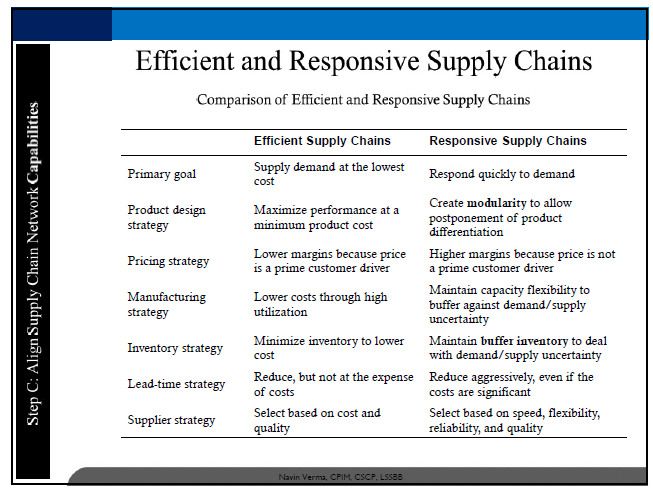 Efficient and Responsive Supply Chains
Comparison of Efficient and Responsive Supply Chains
Step C: Align Supply Chain Network Capabilities
Efficient Supply Chains
Responsive Supply Chains
Primary goal
Supply demand at the lowest
cost
Respond quickly to demand
Product design
strategy
Maximize performance at a
minimum product cost
Create modularity to allow
postponement of product
differentiation
Pricing strategy
Lower margins because price
is a prime customer driver
Higher margins because price is not
a prime customer driver
Manufacturing
strategy
Lower costs through high
utilization
Maintain capacity flexibility to
buffer against demand/supply
uncertainty
Inventory strategy
Minimize inventory to lower
cost
Maintain buffer inventory to deal
with demand/supply uncertainty
Lead-time strategy
Reduce, but not at the expense
of costs
Reduce aggressively, even if the
costs are significant
Supplier strategy
Select based on cost and
quality
Select based on speed, flexibility,
reliability, and quality
Navin Verma, CPIM, CSCP, LSSBB